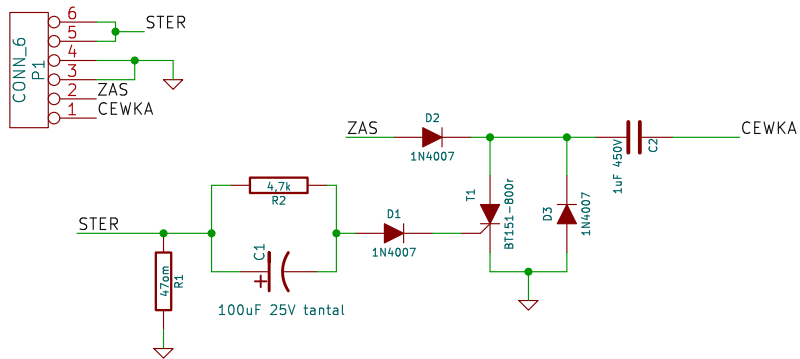 6
5
4
3
2
1
CONN_6
P1
STER
ZAS
CEWKA
ZAS
D2
1N4007
1uF 450V
C2
CEWKA
4,7k
R2
T1
BT151-800r
D3
1N4007
STER
D1
1N4007
C1
100uF 25V tantal
47om
R1